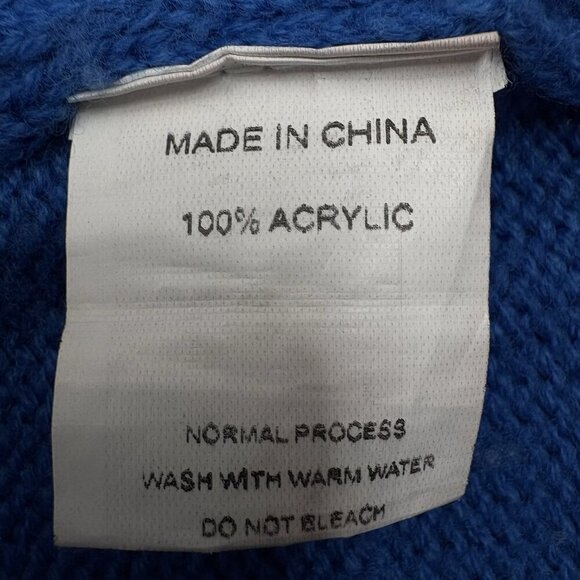 MADE IN CHINA
100% ACRYLIC
NORMAL PROCESS
WASH WITH WARM WATER
DO NOT BLEACH